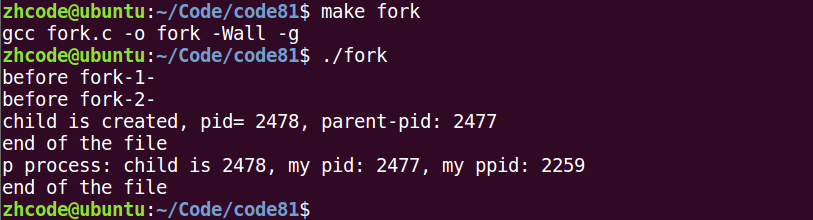 zhcode@ubuntu:~/Code/code81$ make fork
gcc fork.c -o fork -Wall -g
zhcode@ubuntu:~/Code/code81$ ./fork
before fork-1-
before fork-2-
child is created, pid= 2478, parent-pid: 2477
end of the file
p process: child is 2478, my pid: 2477, my ppid: 2259
end of the file
zhcode@ubuntu:~/Code/code81$